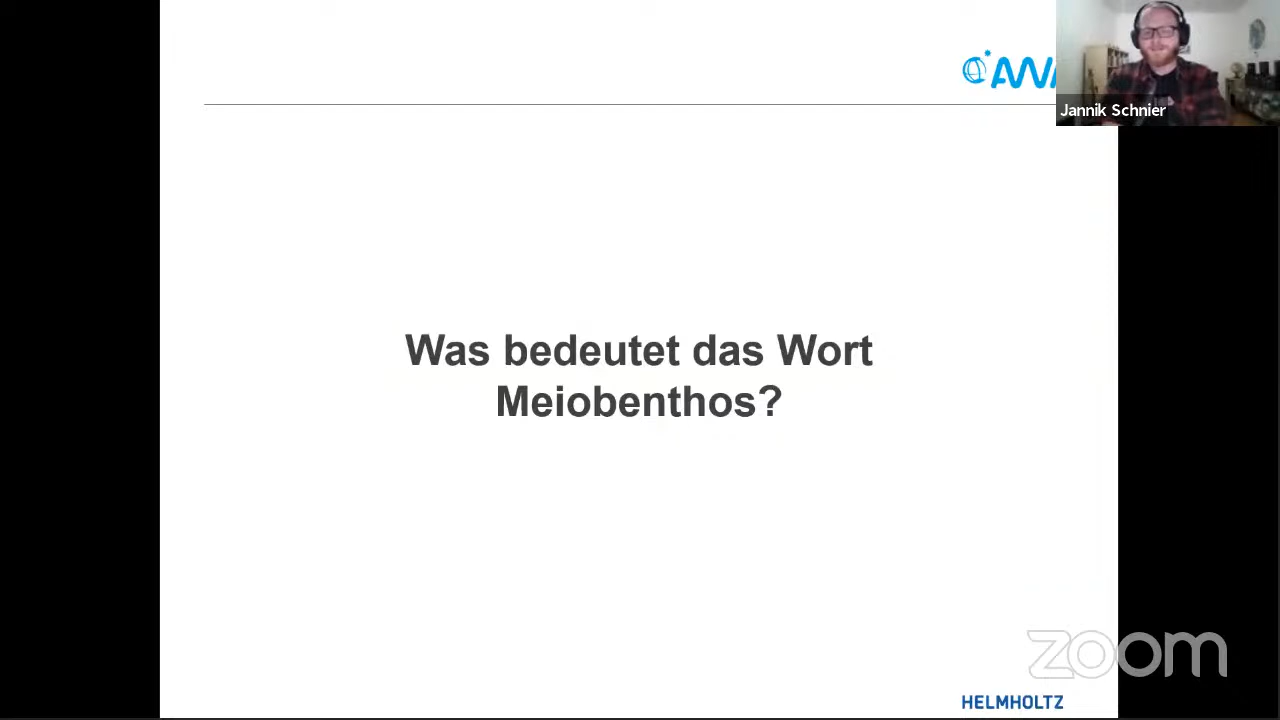 Jannik Schnier
Was bedeutet das Wort
Meiobenthos?
zoom
HELMHOLTZ